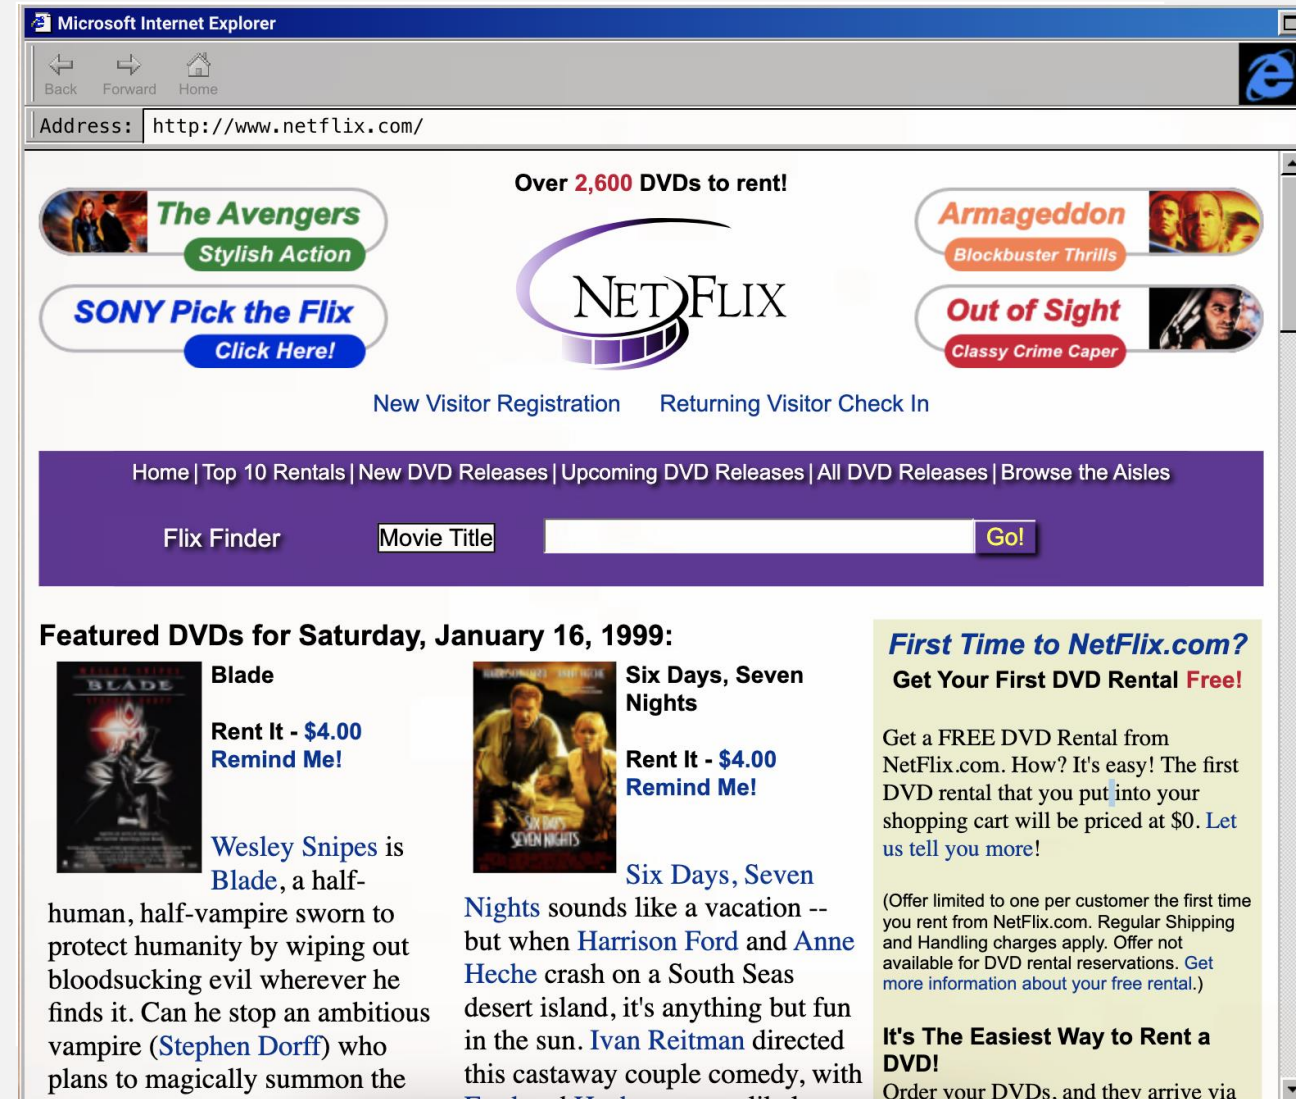 Microsoft Internet Explorer
Back Forward Home
Address: http://www.netflix.com/
The Avengers
Stylish Action
SONY Pick the Flix
Click Here!
Over 2,600 DVDs to rent!
NETFLIX
Armageddon
Blockbuster Thrills
Out of Sight
Classy Crime Caper
New Visitor Registration Returning Visitor Check In
Home | Top 10 Rentals | New DVD Releases | Upcoming DVD Releases | All DVD Releases | Browse the Aisles
Flix Finder Movie Title Go!
Featured DVDs for Saturday, January 16, 1999:
BLADE
Blade
Rent It - $4.00
Remind Me!
Wesley Snipes is
Blade, a half-
human, half-vampire sworn to
protect humanity by wiping out
bloodsucking evil wherever he
finds it. Can he stop an ambitious
vampire (Stephen Dorff) who
plans to magically summon the
SIX DAYS
SEVEN NIGHTS
Six Days, Seven
Nights
Rent It - $4.00
Remind Me!
Six Days, Seven
Nights sounds like a vacation --
but when Harrison Ford and Anne
Heche crash on a South Seas
desert island, it's anything but fun
in the sun. Ivan Reitman directed
this castaway couple comedy, with
First Time to NetFlix.com?
Get Your First DVD Rental Free!
Get a FREE DVD Rental from
NetFlix.com. How? It's easy! The first
DVD rental that you put into your
shopping cart will be priced at $0. Let
us tell you more!
(Offer limited to one per customer the first time
you rent from NetFlix.com. Regular Shipping
and Handling charges apply. Offer not
available for DVD rental reservations. Get
more information about your free rental.)
It's The Easiest Way to Rent a
DVD!
Order your DVDs, and they arrive via